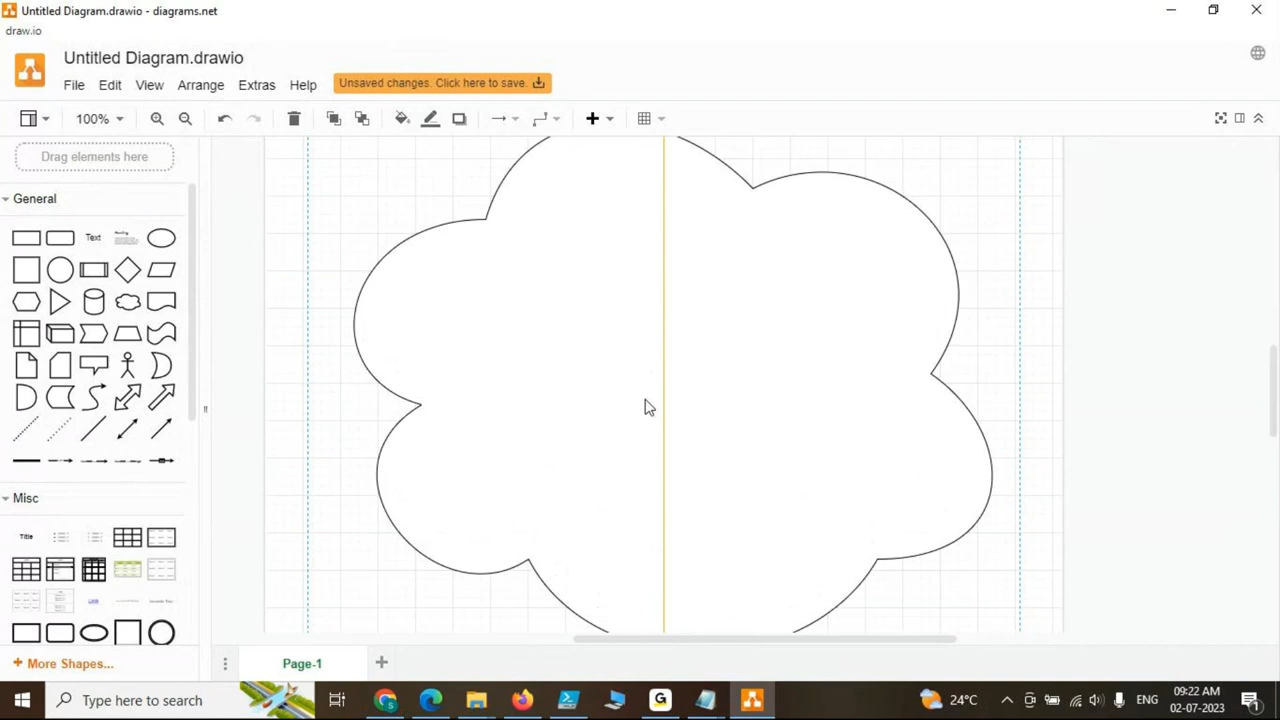 Untitled Diagram.drawio - diagrams.net
draw.io
Untitled Diagram.drawio
File Edit View Arrange Extras Help Unsaved changes. Click here to save.
100%
Drag elements here
General
Text
Misc
Title
+ More Shapes...
Page-1
Type here to search
24°C
ENG
09:22 AM
02-07-2023